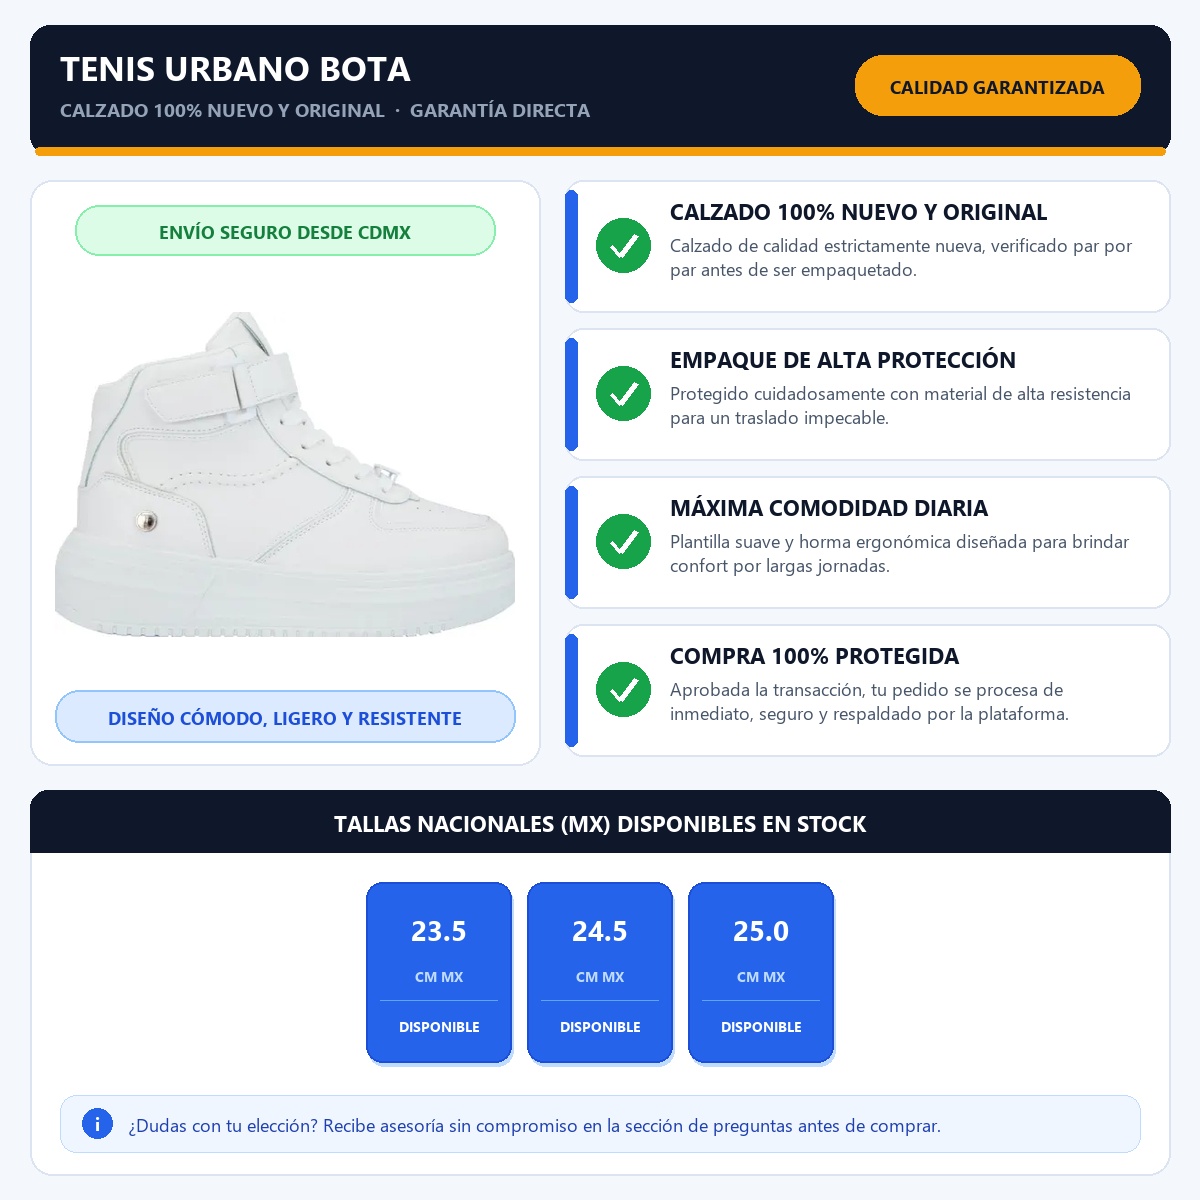 TENIS URBANO BOTA
CALZADO 100% NUEVO Y ORIGINAL · GARANTÍA DIRECTA
CALIDAD GARANTIZADA
ENVÍO SEGURO DESDE CDMX
DISEÑO CÓMODO, LIGERO Y RESISTENTE
CALZADO 100% NUEVO Y ORIGINAL
Calzado de calidad estrictamente nueva, verificado par por
par antes de ser empaquetado.
EMPAQUE DE ALTA PROTECCIÓN
Protegido cuidadosamente con material de alta resistencia
para un traslado impecable.
MÁXIMA COMODIDAD DIARIA
Plantilla suave y horma ergonómica diseñada para brindar
confort por largas jornadas.
COMPRA 100% PROTEGIDA
Aprobada la transacción, tu pedido se procesa de
inmediato, seguro y respaldado por la plataforma.
TALLAS NACIONALES (MX) DISPONIBLES EN STOCK
23.5
CM MX
DISPONIBLE
24.5
CM MX
DISPONIBLE
25.0
CM MX
DISPONIBLE
¿Dudas con tu elección? Recibe asesoría sin compromiso en la sección de preguntas antes de comprar.